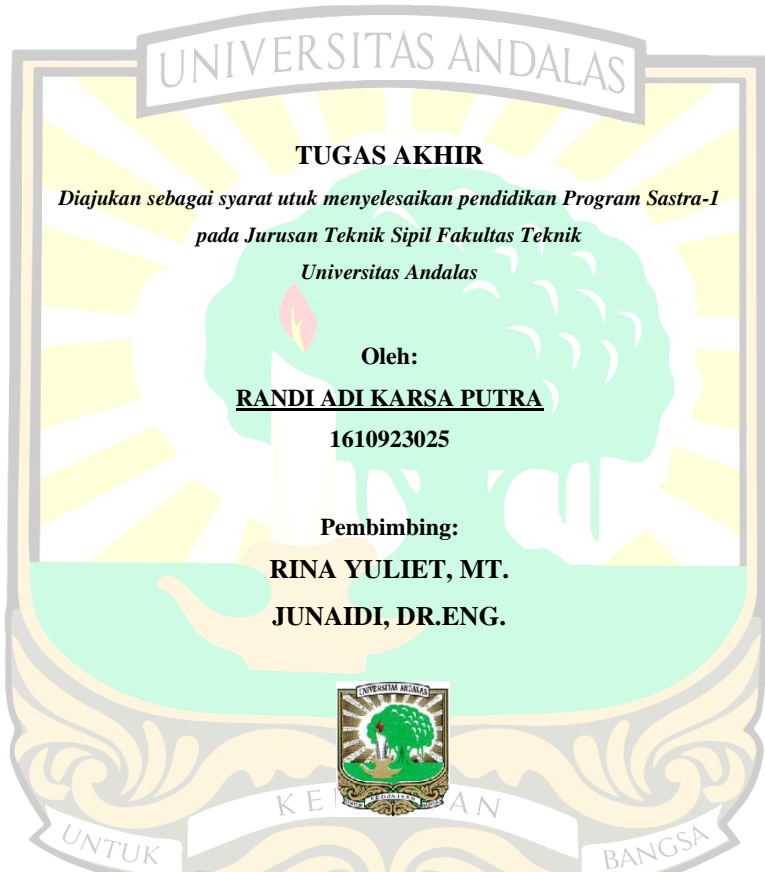 UNIVERSITAS ANDALAS
TUGAS AKHIR
Diajukan sebagai syarat utuk menyelesaikan pendidikan Program Sastra-1
pada Jurusan Teknik Sipil Fakultas Teknik
Universitas Andalas
Oleh:
RANDI ADI KARSA PUTRA
1610923025
Pembimbing:
RINA YULIET, MT.
JUNAIDI, DR.ENG.
UNIVERSITAS ANDALAS
KEDJAJAAN
UNTUK
BANGSA